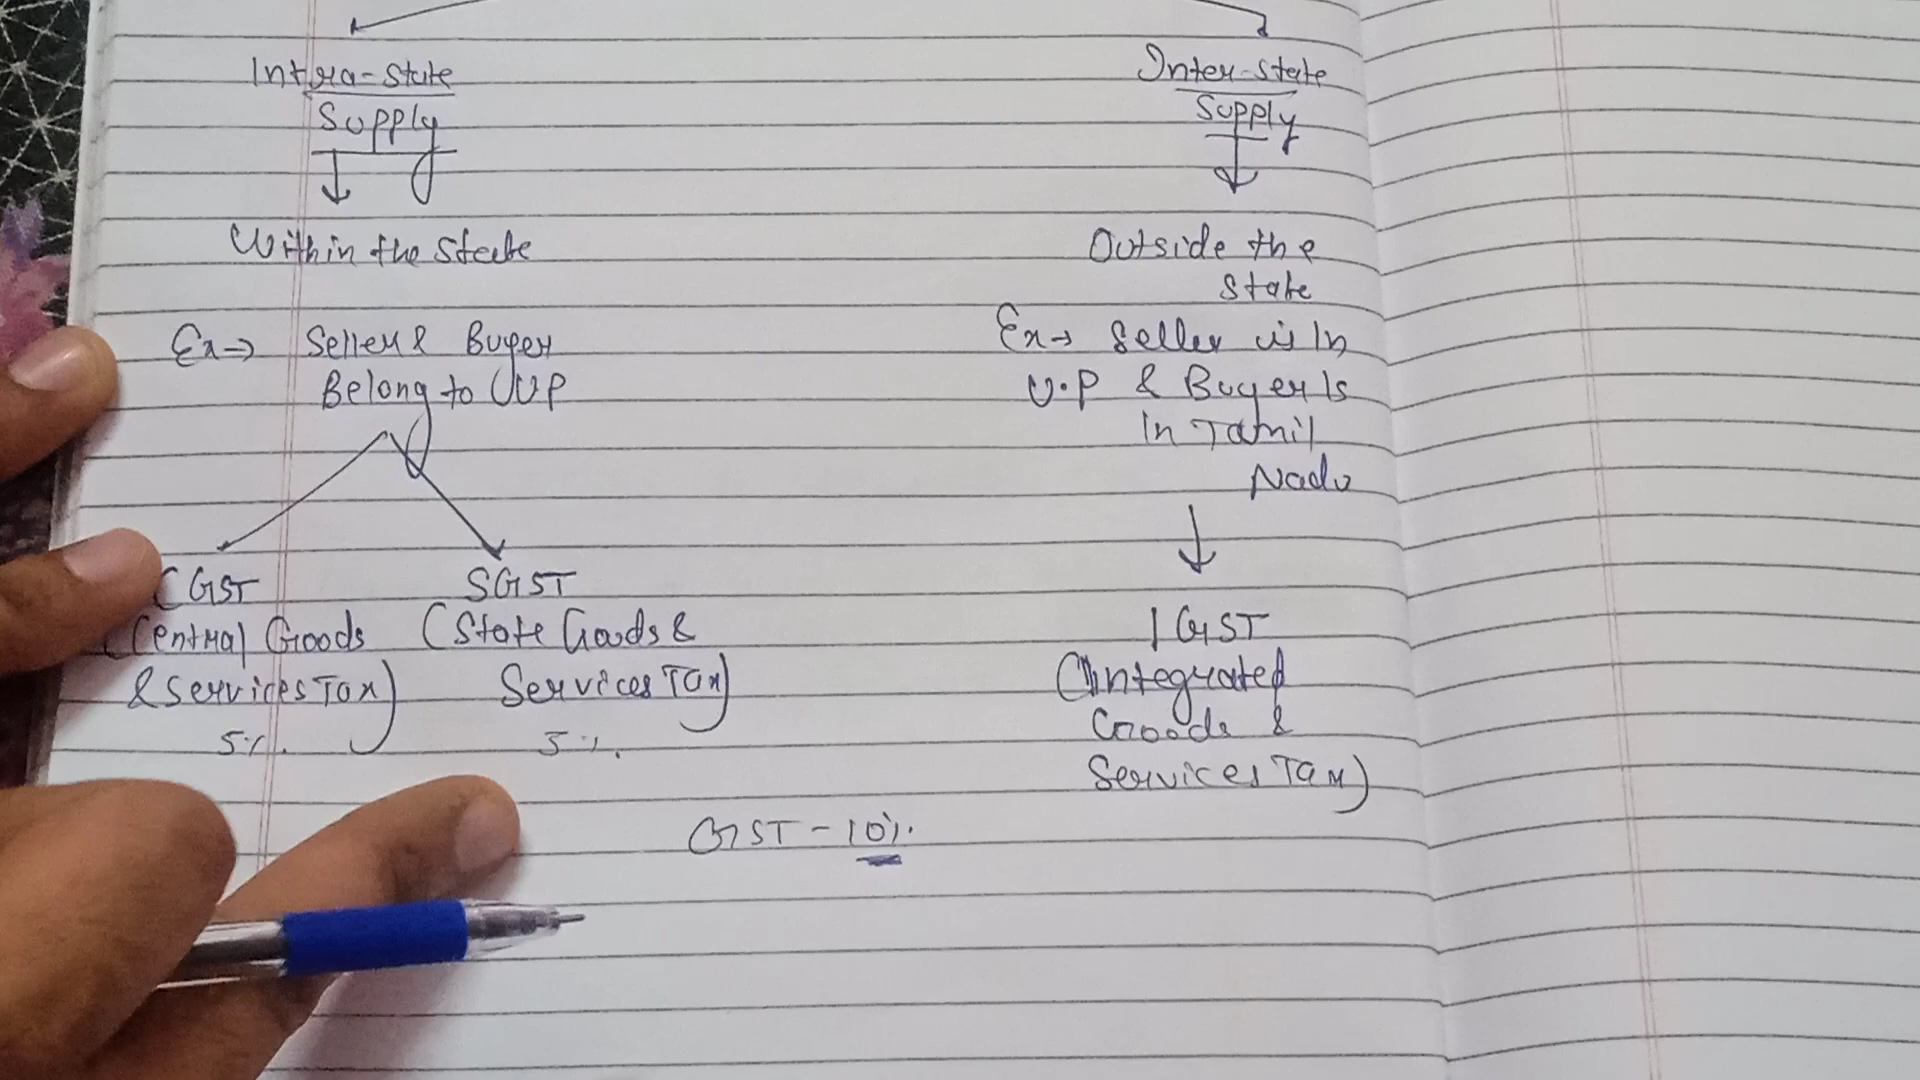 Intra-State
Supply
Within the State
Ex→ Seller & Buyer
Belong to UP
CGST
(Central Goods
& Services Tax)
5%.
SGST
(State Goods &
Services Tax)
5%.
Inter-State
Supply
Outside the
State
Ex→ Seller is In
U.P & Buyer Is
In Tamil
Nadu
IGST
(Integrated
Goods &
Services Tax)
GST - 10%.